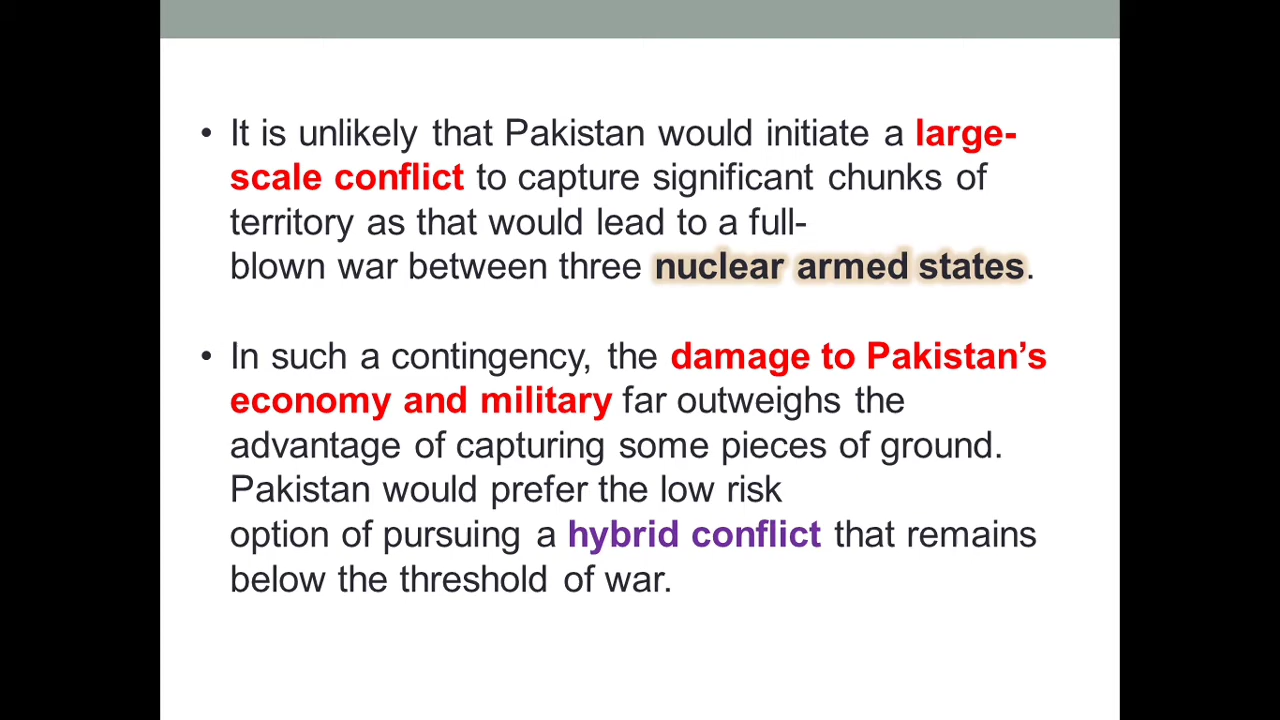 • It is unlikely that Pakistan would initiate a large-
scale conflict to capture significant chunks of
territory as that would lead to a full-
blown war between three nuclear armed states.
• In such a contingency, the damage to Pakistan’s
economy and military far outweighs the
advantage of capturing some pieces of ground.
Pakistan would prefer the low risk
option of pursuing a hybrid conflict that remains
below the threshold of war.